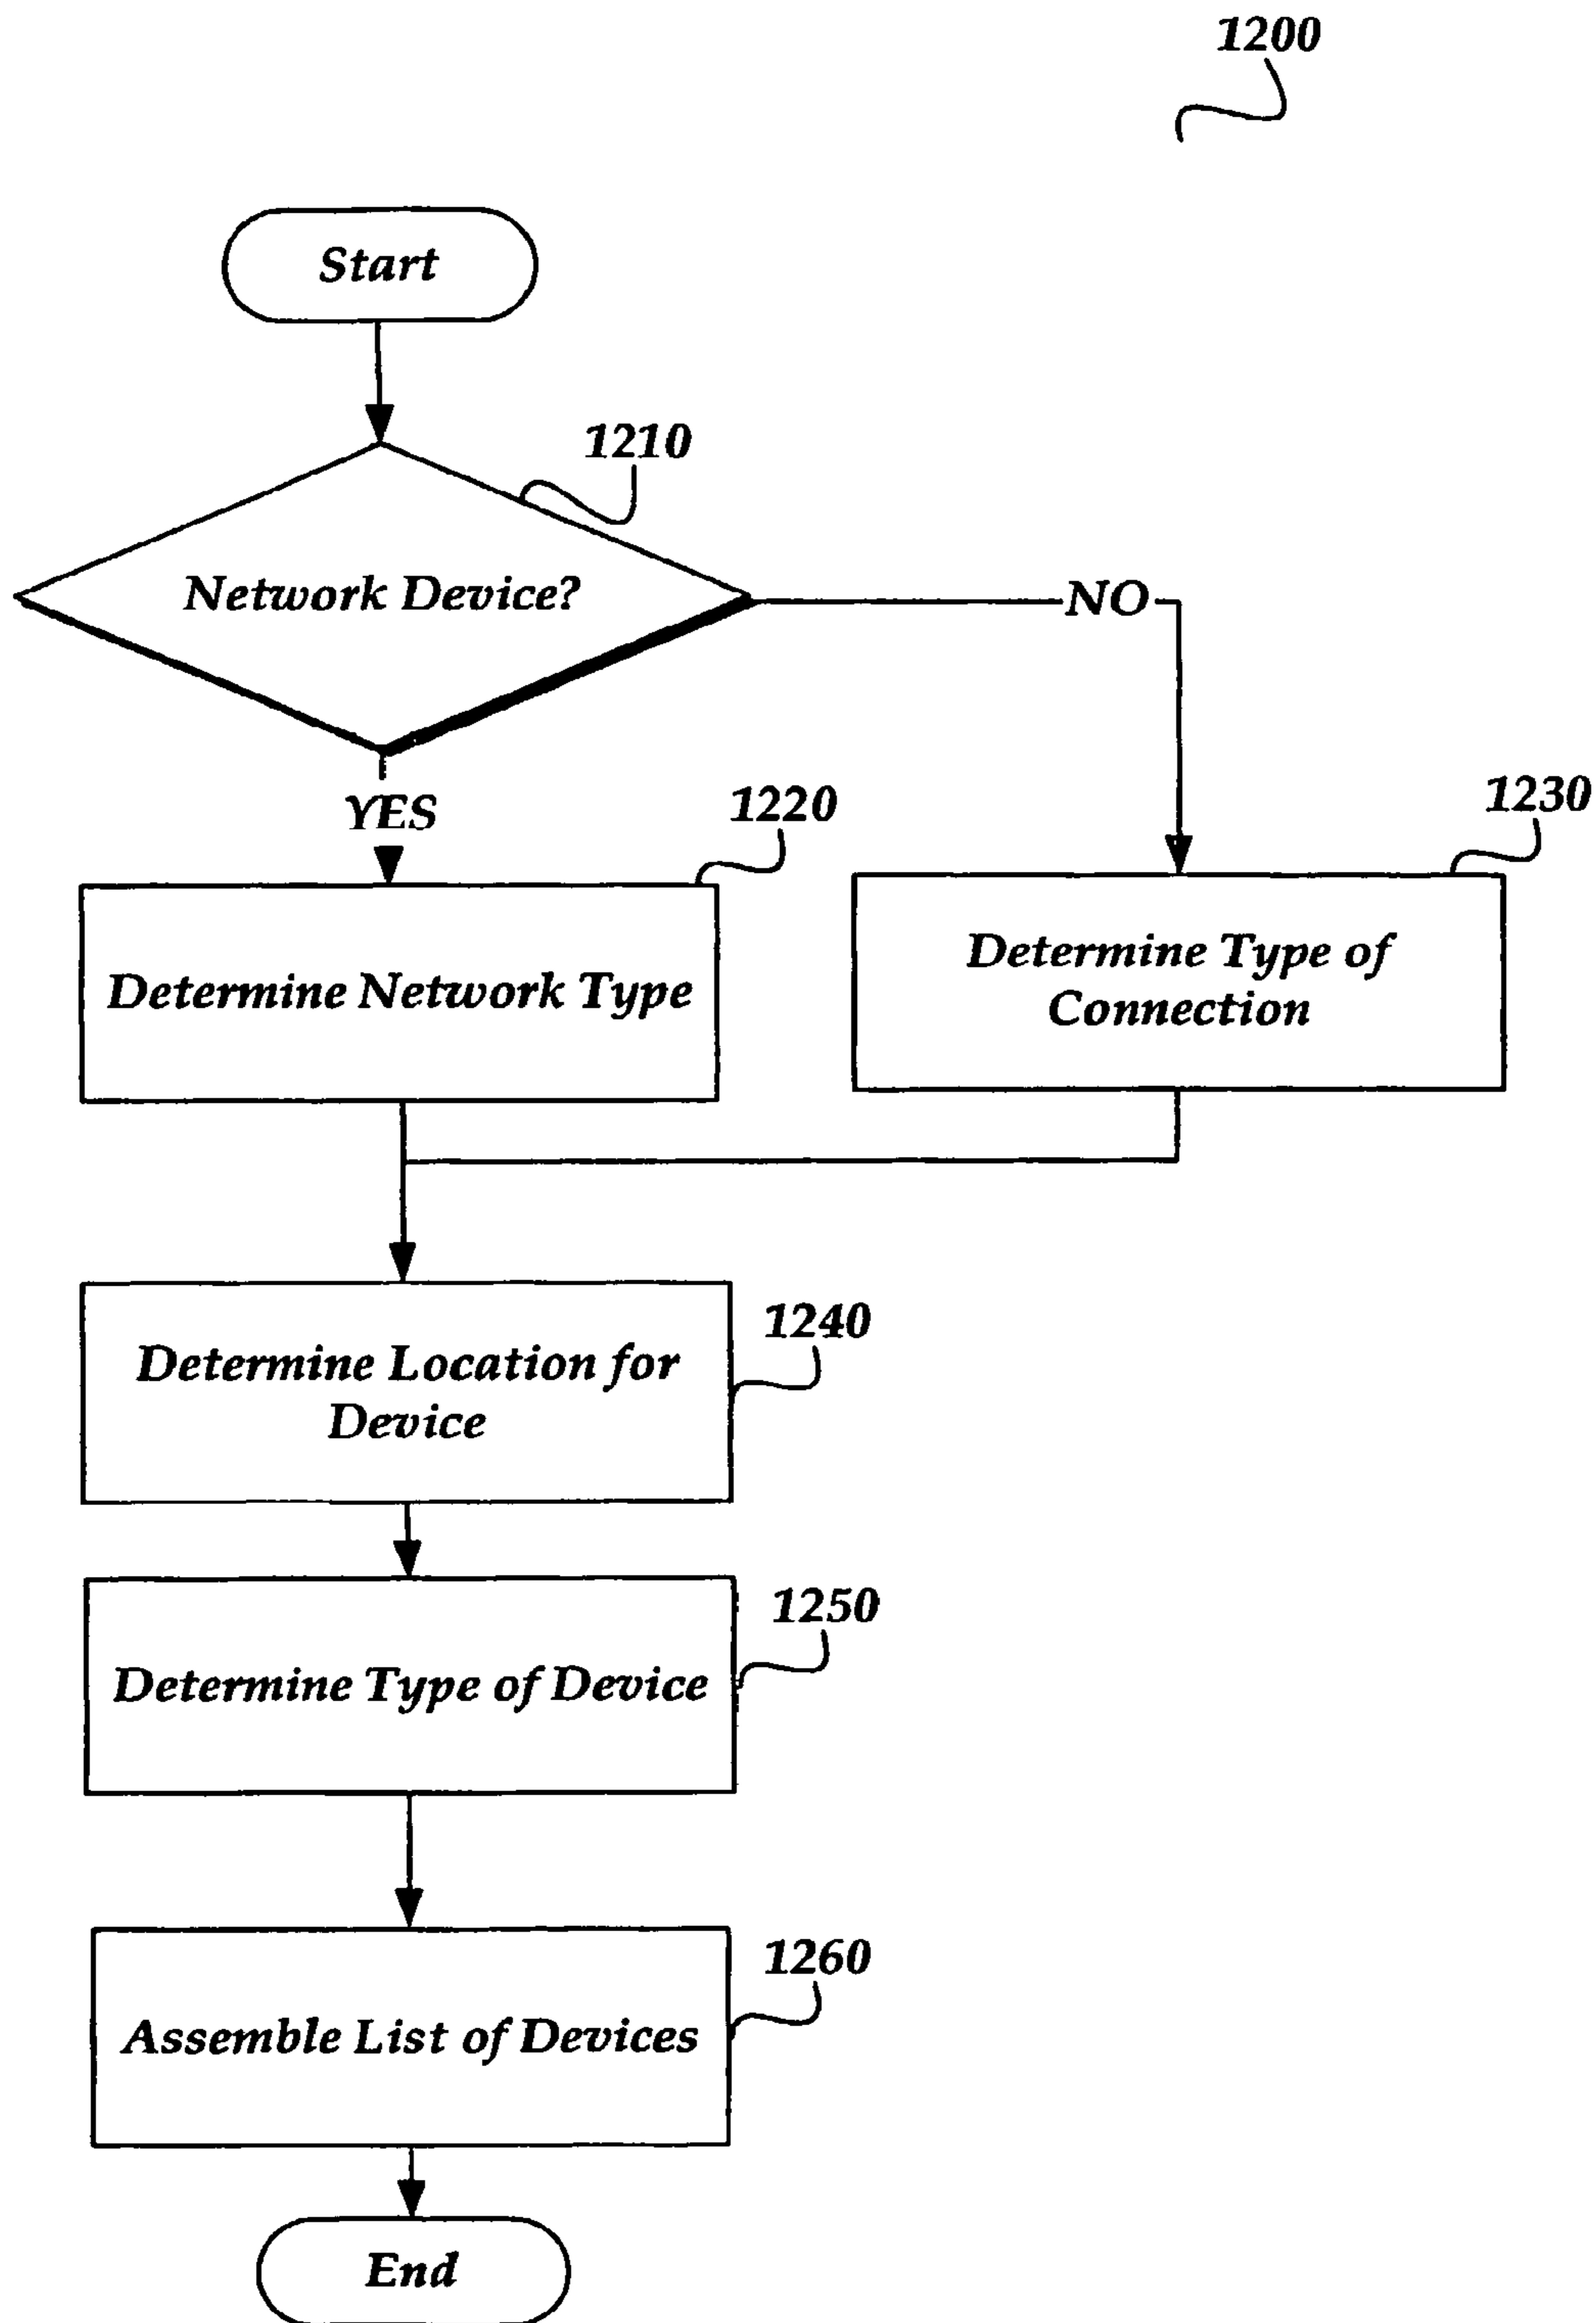 1200
Start
1210
Network Device?
NO
YES
1220
1230
Determine Network Type
Determine Type of
Connection
1240
Determine Location for
Device
1250
Determine Type of Device
1260
Assemble List of Devices
End